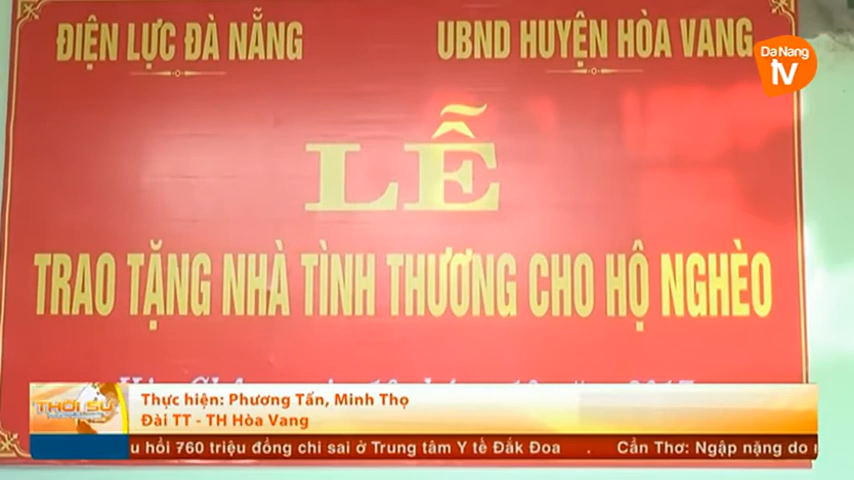 ĐIỆN LỰC ĐÀ NẴNG
UBND HUYỆN HÒA VANG
Da Nang
tv
LỄ
TRAO TẶNG NHÀ TÌNH THƯƠNG CHO HỘ NGHÈO
THỜI SỰ
Thực hiện: Phương Tấn, Minh Thọ
Đài TT - TH Hòa Vang
u hồi 760 triệu đồng chi sai ở Trung tâm Y tế Đắk Đoa . Cần Thơ: Ngập nặng do